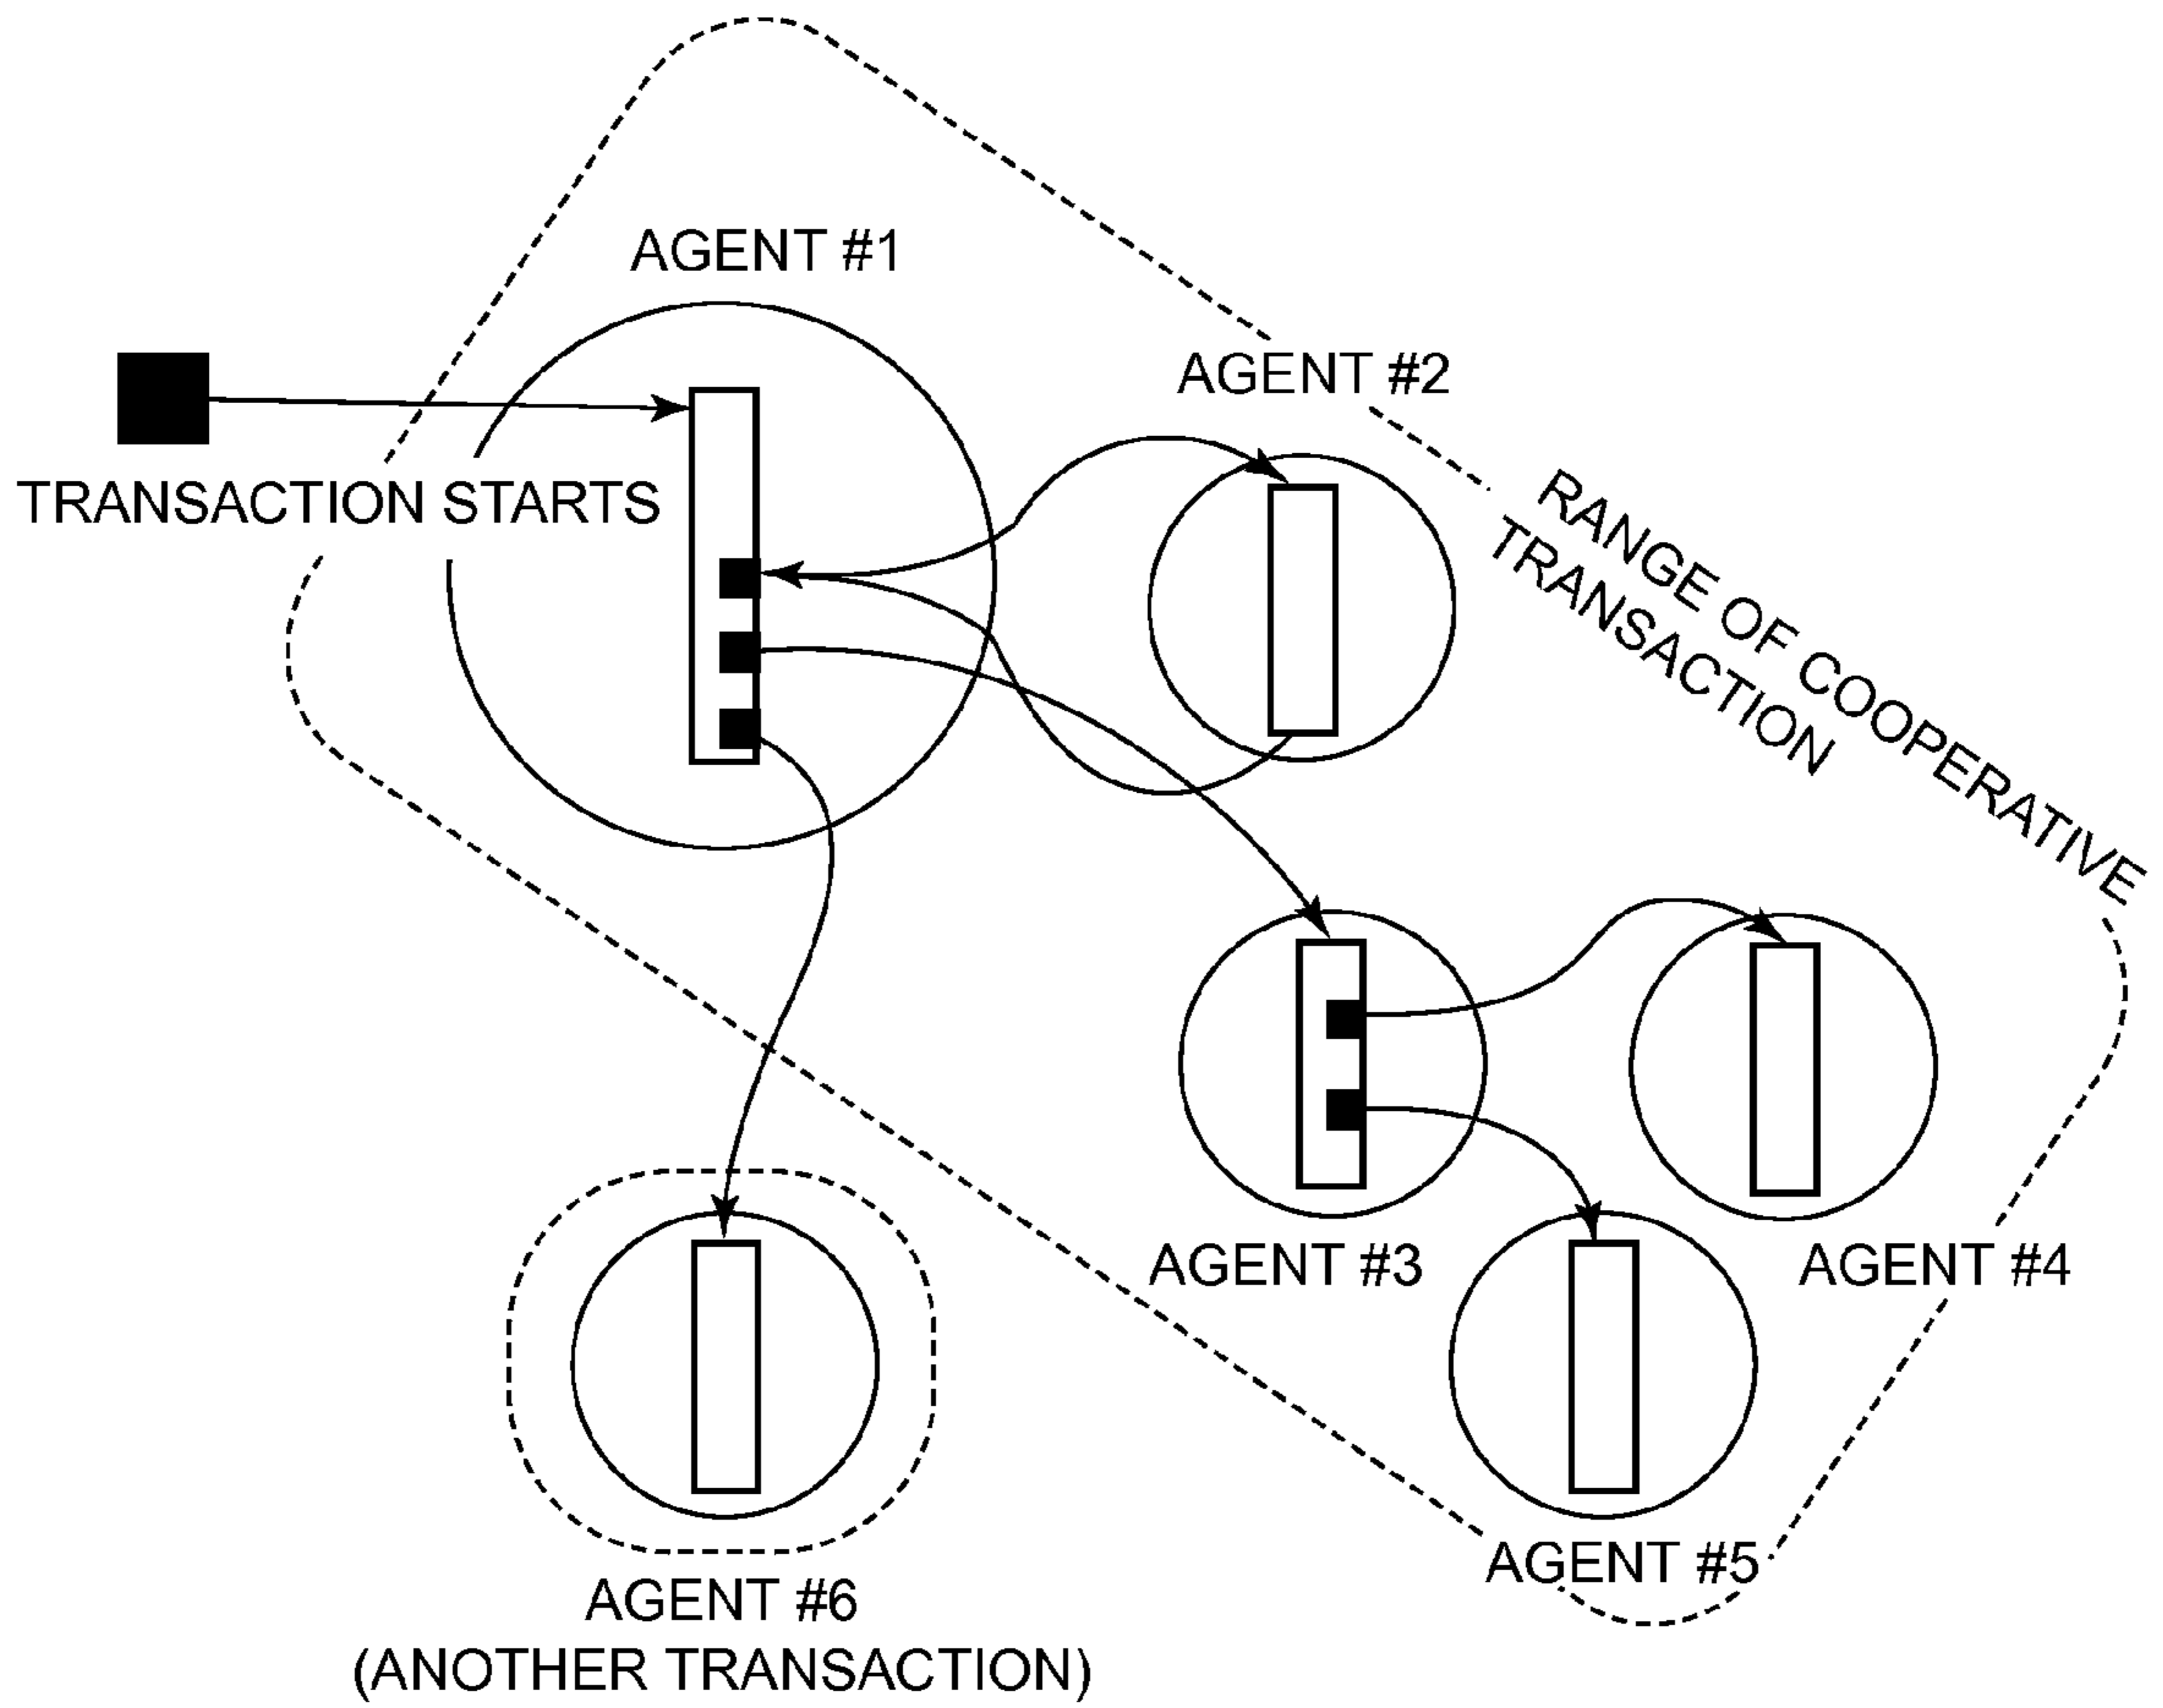 AGENT #1
AGENT #2
TRANSACTION STARTS
RANGE OF COOPERATIVE
TRANSACTION
AGENT #3
AGENT #4
AGENT #5
AGENT #6
(ANOTHER TRANSACTION)